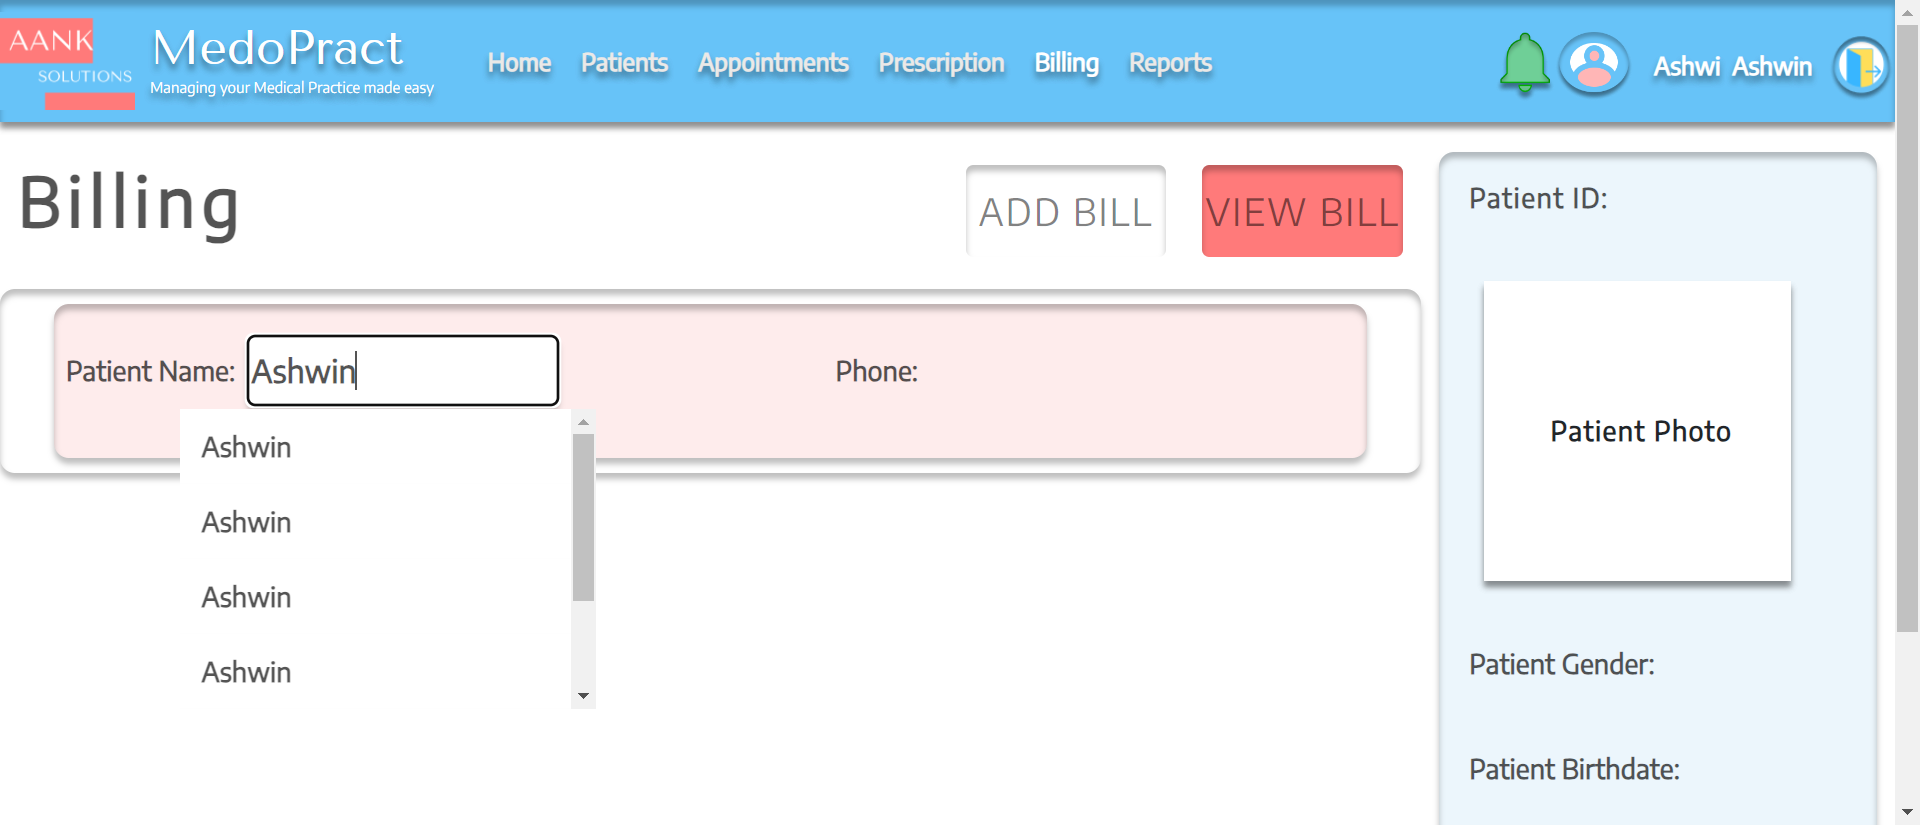 AANK
SOLUTIONS
MedoPract
Managing your Medical Practice made easy
Home Patients Appointments Prescription Billing Reports
Ashwi Ashwin
Billing
ADD BILL
VIEW BILL
Patient Name: Ashwin
Phone:
Ashwin
Ashwin
Ashwin
Ashwin
Patient ID:
Patient Photo
Patient Gender:
Patient Birthdate: